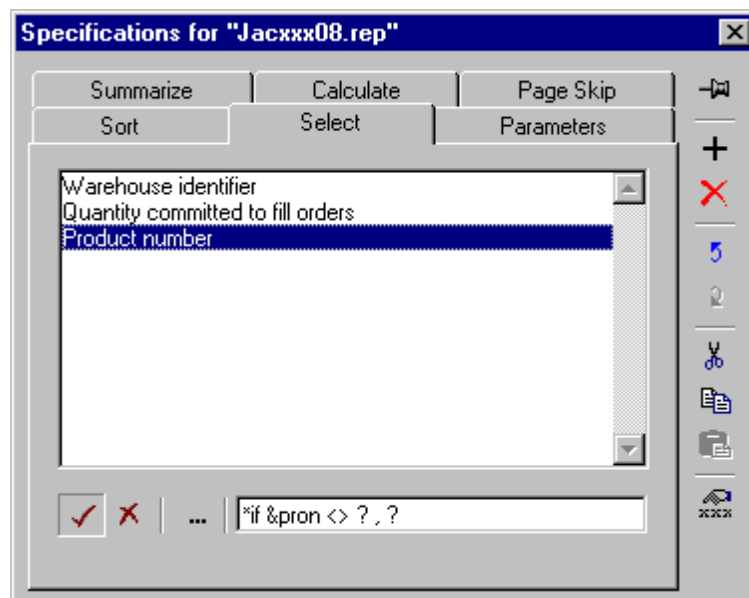 Specifications for "Jacxxx08.rep"
Summarize
Calculate
Page Skip
Sort
Select
Parameters
Warehouse identifier
Quantity committed to fill orders
Product number
... *if &pron <> ? , ?
xxx